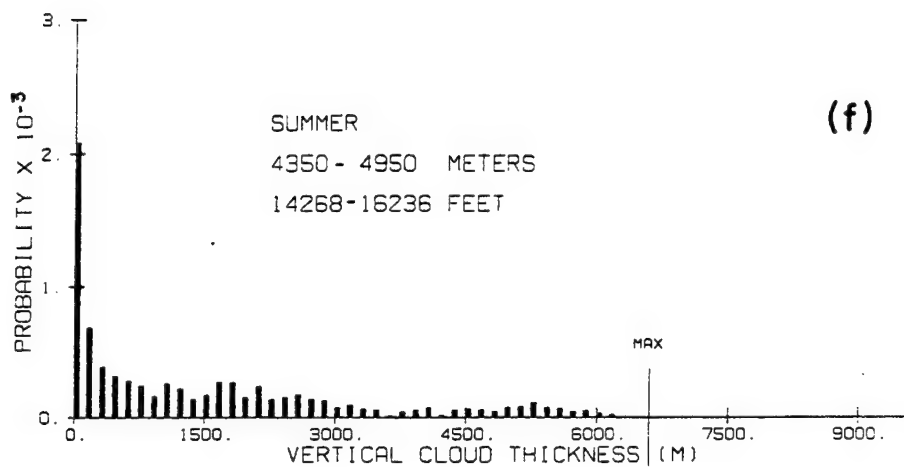 3.
(f)
SUMMER
4350- 4950 METERS
14268-16236 FEET
2.
PROBABILITY X 10-3
1.
MAX
0.
0. 1500. 3000. 4500. 6000. 7500. 9000.
VERTICAL CLOUD THICKNESS (M)